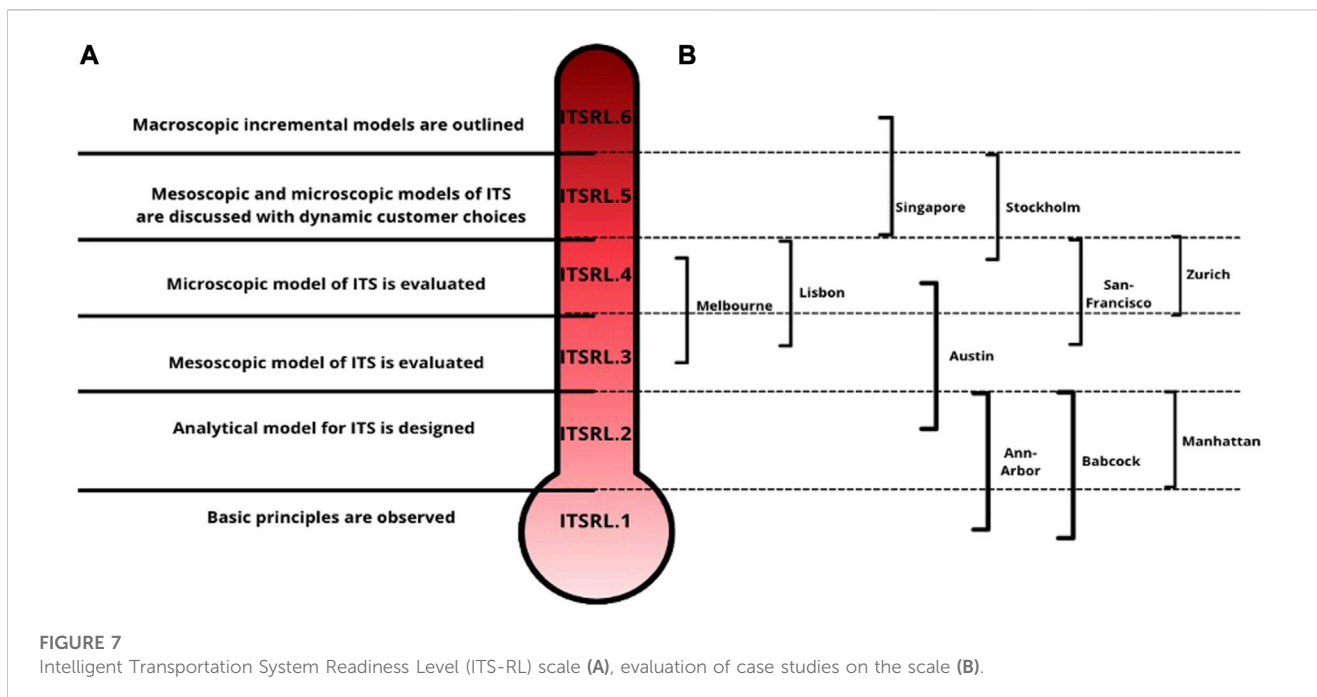 A
B
Macroscopic incremental models are outlined
ITSRL.6
Mesoscopic and microscopic models of ITS
are discussed with dynamic customer choices
ITSRL.5
Singapore
Stockholm
Microscopic model of ITS is evaluated
ITSRL.4
Melbourne
Lisbon
San-
Francisco
Zurich
Mesoscopic model of ITS is evaluated
ITSRL.3
Austin
Analytical model for ITS is designed
ITSRL.2
Ann-
Arbor
Babcock
Manhattan
Basic principles are observed
ITSRL.1
FIGURE 7
Intelligent Transportation System Readiness Level (ITS-RL) scale (A), evaluation of case studies on the scale (B).